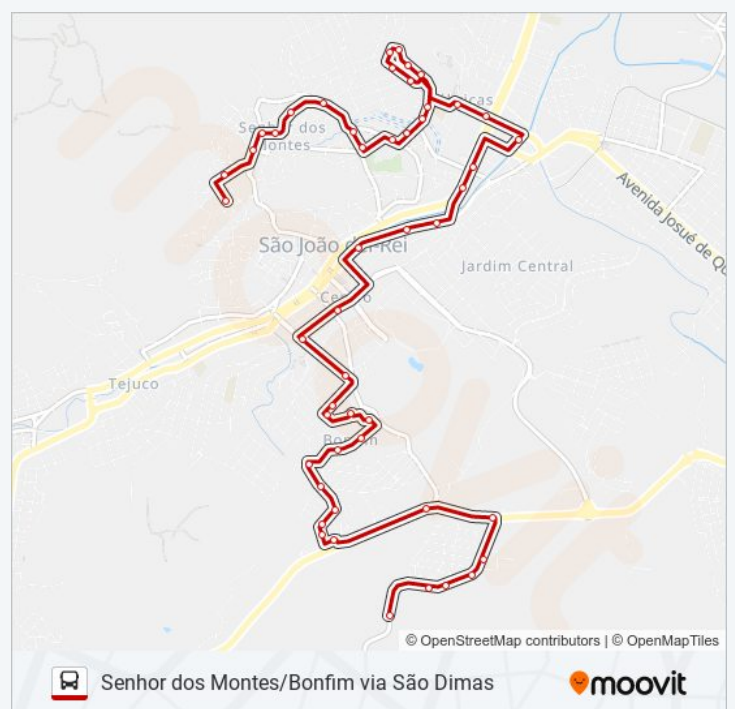 Senhor dos
Montes
São João del-Rei
Centro
Jardim Central
Avenida Josué de Qu
Tejuco
Bonfim
© OpenStreetMap contributors | © OpenMapTiles
Senhor dos Montes/Bonfim via São Dimas
moovit